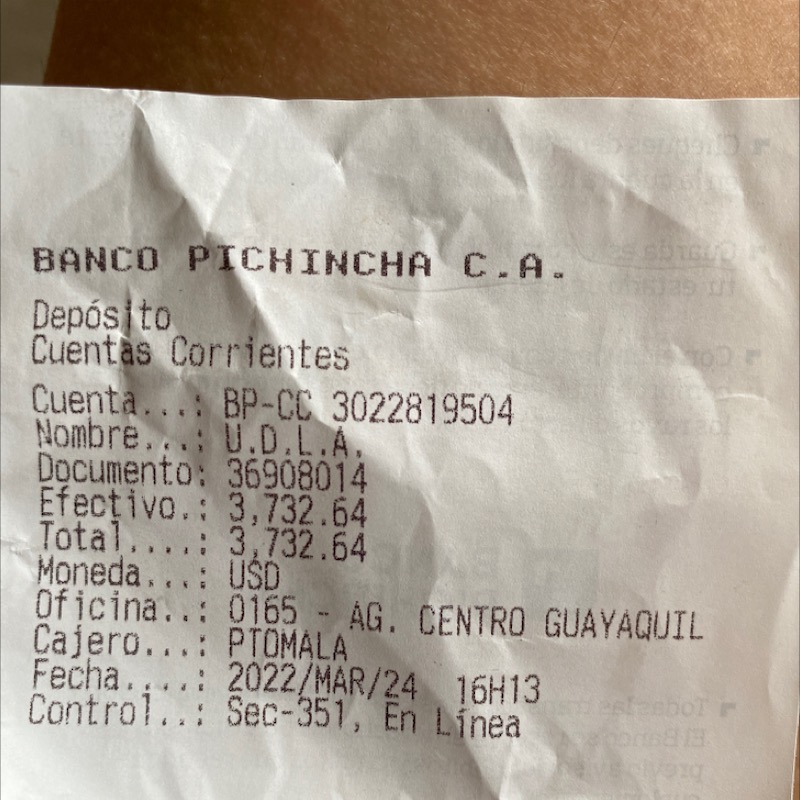 BANCO PICHINCHA C.A.
Depósito
Cuentas Corrientes
Cuenta...: BP-CC 3022819504
Nombre...: U.D.L.A.
Documento: 36908014
Efectivo.: 3,732.64
Total....: 3,732.64
Moneda...: USD
Oficina..: 0165 - AG. CENTRO GUAYAQUIL
Cajero...: PTOMALA
Fecha....: 2022/MAR/24 16H13
Control..: Sec-351, En Línea